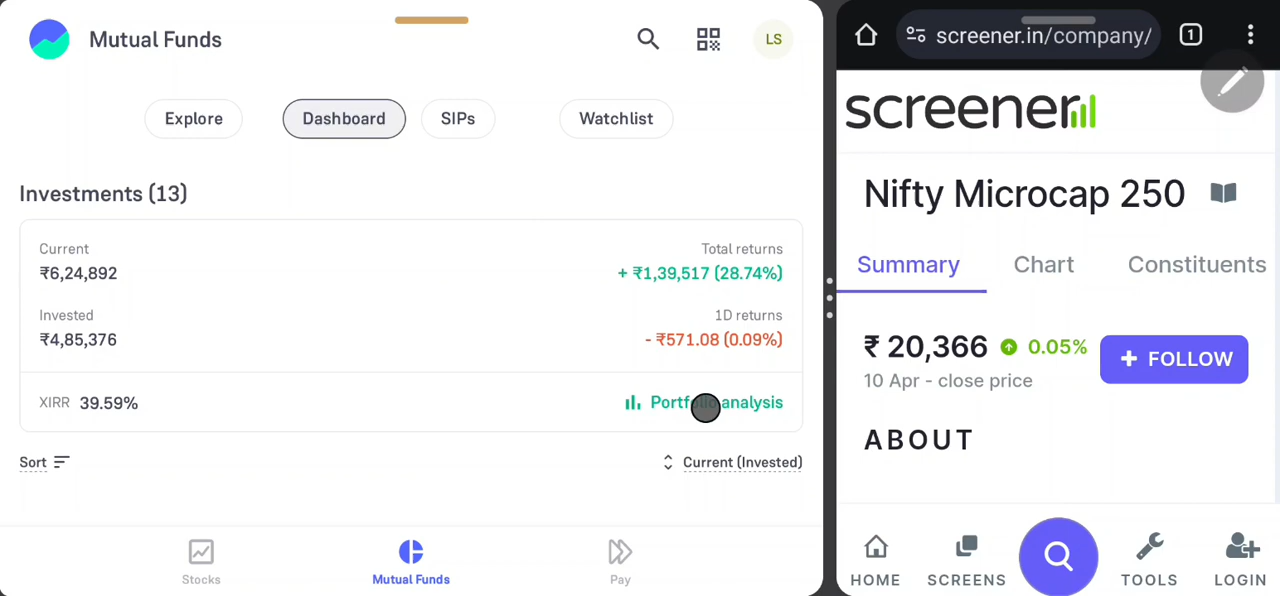 Mutual Funds
LS
Explore
Dashboard
SIPs
Watchlist
Investments (13)
Current
Total returns
₹6,24,892
+ ₹1,39,517 (28.74%)
Invested
1D returns
₹4,85,376
- ₹571.08 (0.09%)
XIRR 39.59%
Portfolio analysis
Sort
Current (Invested)
Stocks
Mutual Funds
Pay
screener.in/company/
1
screener
Nifty Microcap 250
Summary
Chart
Constituents
₹ 20,366
0.05%
+ FOLLOW
10 Apr - close price
ABOUT
HOME
SCREENS
TOOLS
LOGIN